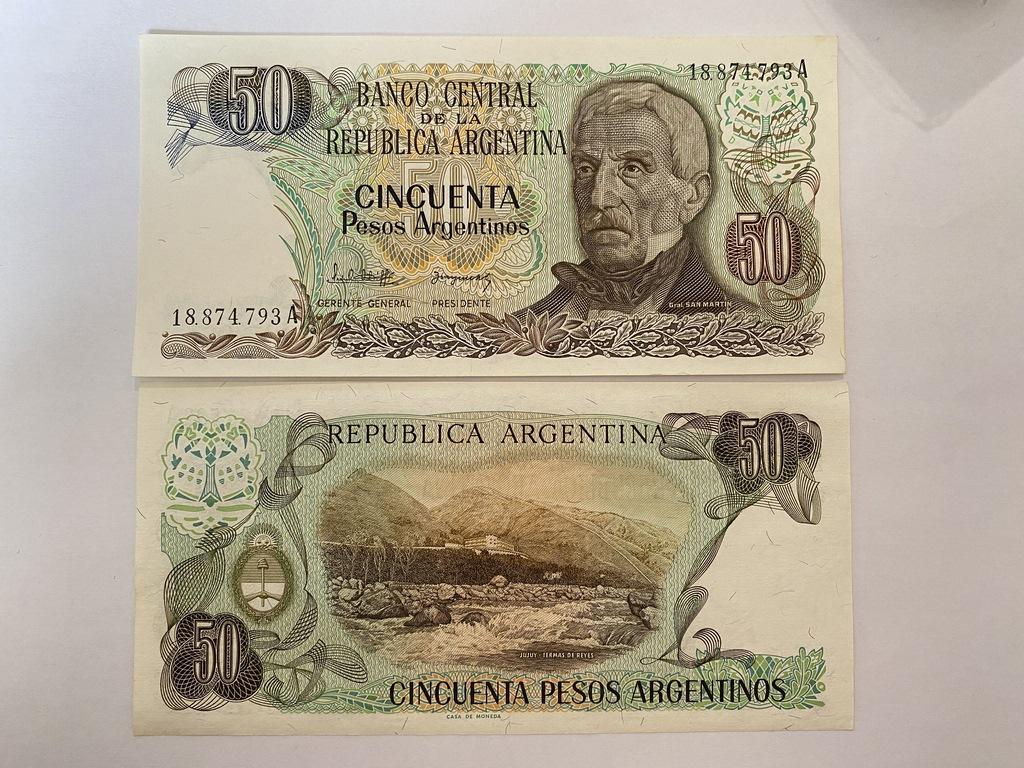 50
18.874.793A
BANCO CENTRAL
DE LA
REPUBLICA ARGENTINA
50
CINCUENTA
Pesos Argentinos
50
GERENTE GENERAL PRESIDENTE
Gral. SAN MARTIN
18.874.793A
REPUBLICA ARGENTINA
50
50
JUJUY - TERMAS DE REYES
CINCUENTA PESOS ARGENTINOS
CASA DE MONEDA